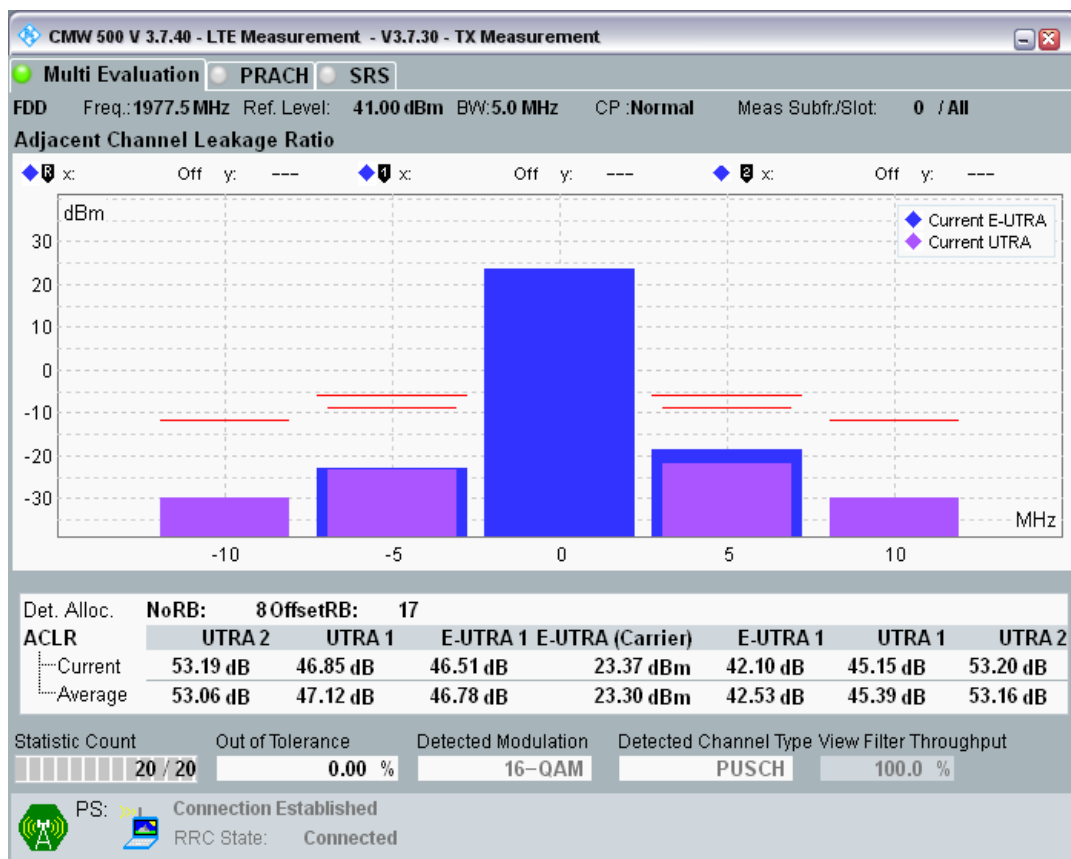 CMW 500 V 3.7.40 - LTE Measurement - V3.7.30 - TX Measurement
Multi Evaluation PRACH SRS
FDD Freq.: 1977.5 MHz Ref. Level: 41.00 dBm BW: 5.0 MHz CP : Normal Meas Subfr./Slot: 0 / All
Adjacent Channel Leakage Ratio
R x: Off y: --- 1 x: Off y: --- 2 x: Off y: ---
dBm
Current E-UTRA
Current UTRA
30
20
10
0
-10
-20
-30
MHz
-10 -5 0 5 10
Det. Alloc. NoRB: 8 OffsetRB: 17
ACLR UTRA 2 UTRA 1 E-UTRA 1 E-UTRA (Carrier) E-UTRA 1 UTRA 1 UTRA 2
Current 53.19 dB 46.85 dB 46.51 dB 23.37 dBm 42.10 dB 45.15 dB 53.20 dB
Average 53.06 dB 47.12 dB 46.78 dB 23.30 dBm 42.53 dB 45.39 dB 53.16 dB
Statistic Count Out of Tolerance Detected Modulation Detected Channel Type View Filter Throughput
20 / 20 0.00 % 16-QAM PUSCH 100.0 %
PS: Connection Established
RRC State: Connected